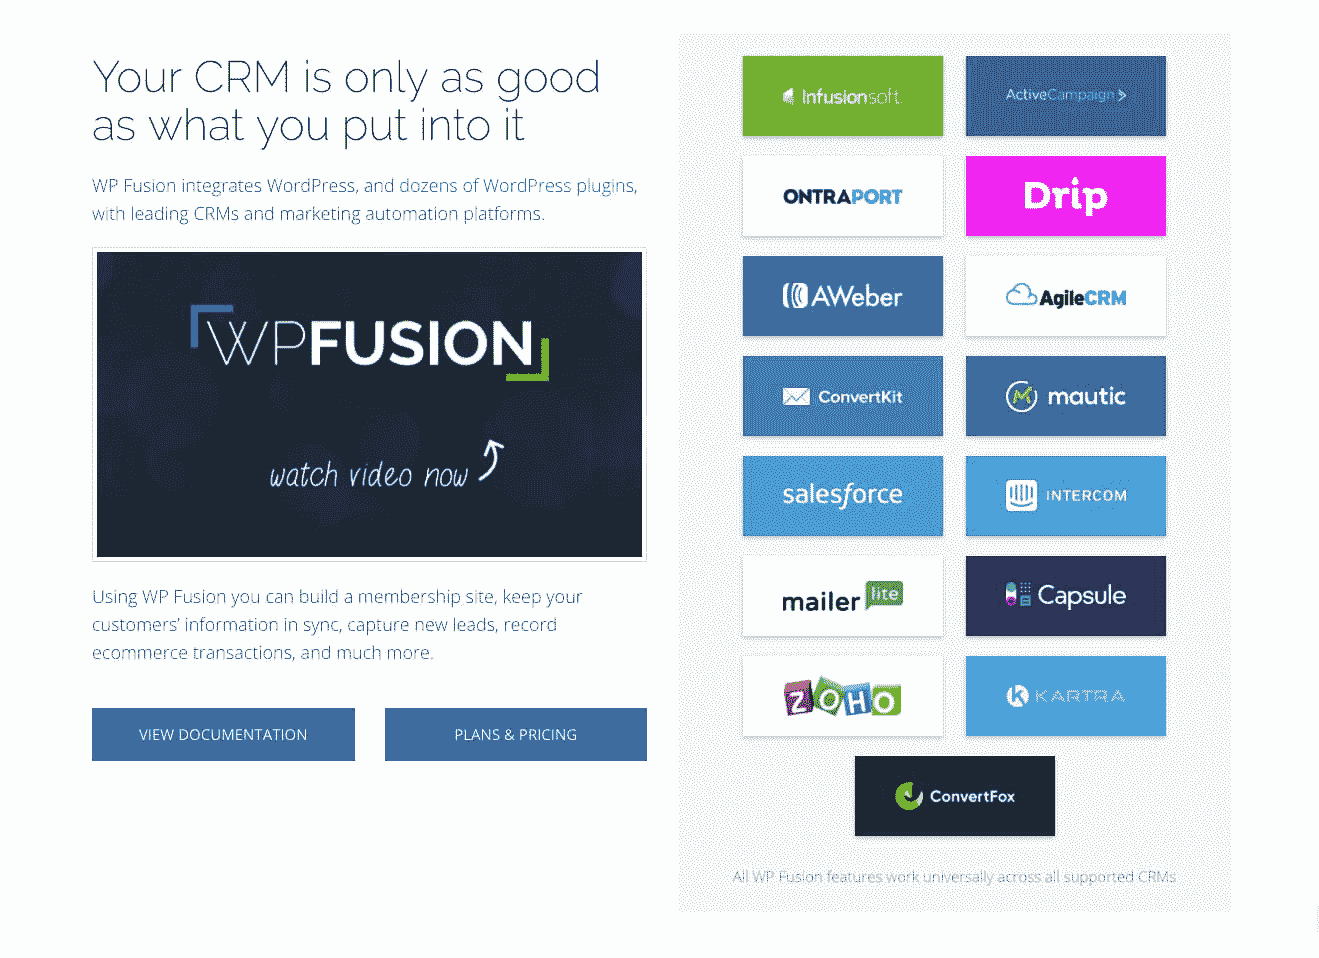 Your CRM is only as good
as what you put into it
WP Fusion integrates WordPress, and dozens of WordPress plugins,
with leading CRMs and marketing automation platforms.
WPFUSION
watch video now
Using WP Fusion you can build a membership site, keep your
customers' information in sync, capture new leads, record
ecommerce transactions, and much more.
VIEW DOCUMENTATION
PLANS & PRICING
Infusionsoft.
ActiveCampaign >
ONTRAPORT
Drip
AWeber
AgileCRM
ConvertKit
mautic
salesforce
INTERCOM
mailer lite
Capsule
ZOHO
KARTRA
ConvertFox
All WP Fusion features work universally across all supported CRMs